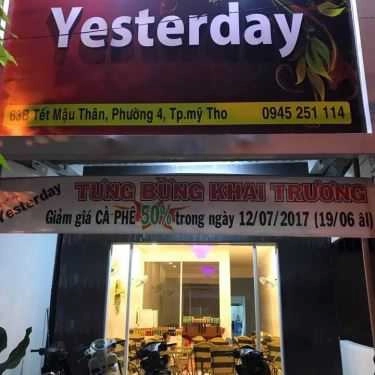 Yesterday
63B Tết Mậu Thân, Phường 4, Tp.mỹ Tho 0945 251 114
Yesterday TƯNG BỪNG KHAI TRƯƠNG
Giảm giá CÀ PHÊ 50% trong ngày 12/07/2017 (19/06 âl)